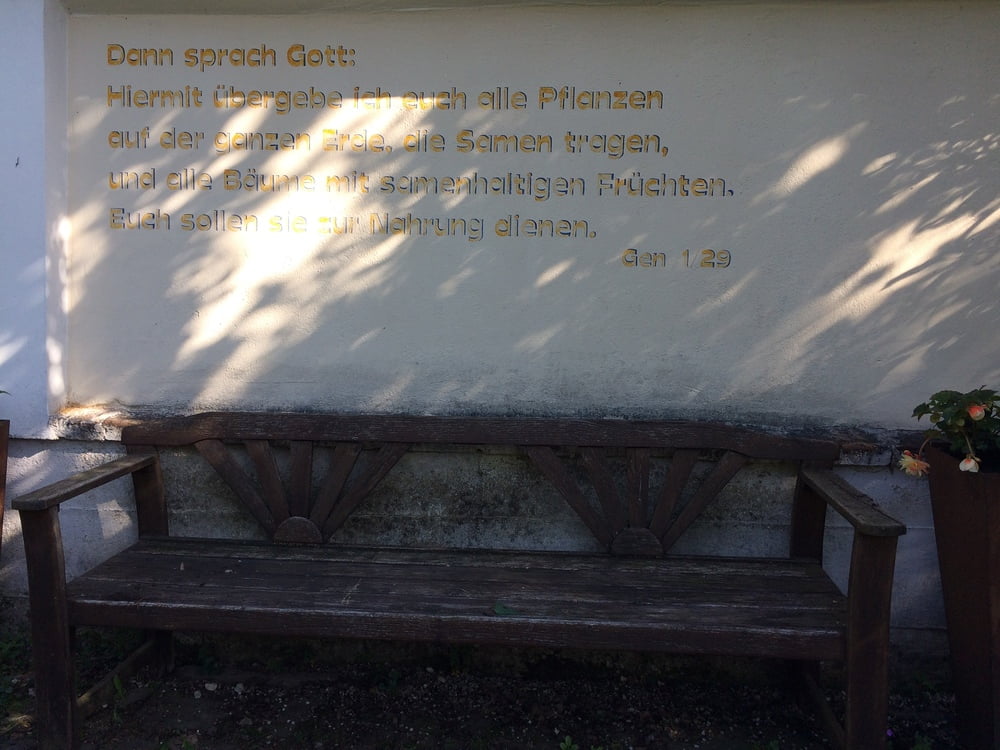 Dann sprach Gott:
Hiermit übergebe ich euch alle Pflanzen
auf der ganzen Erde, die Samen tragen,
und alle Bäume mit samenhaltigen Früchten.
Euch sollen sie zur Nahrung dienen.
Gen 1/29